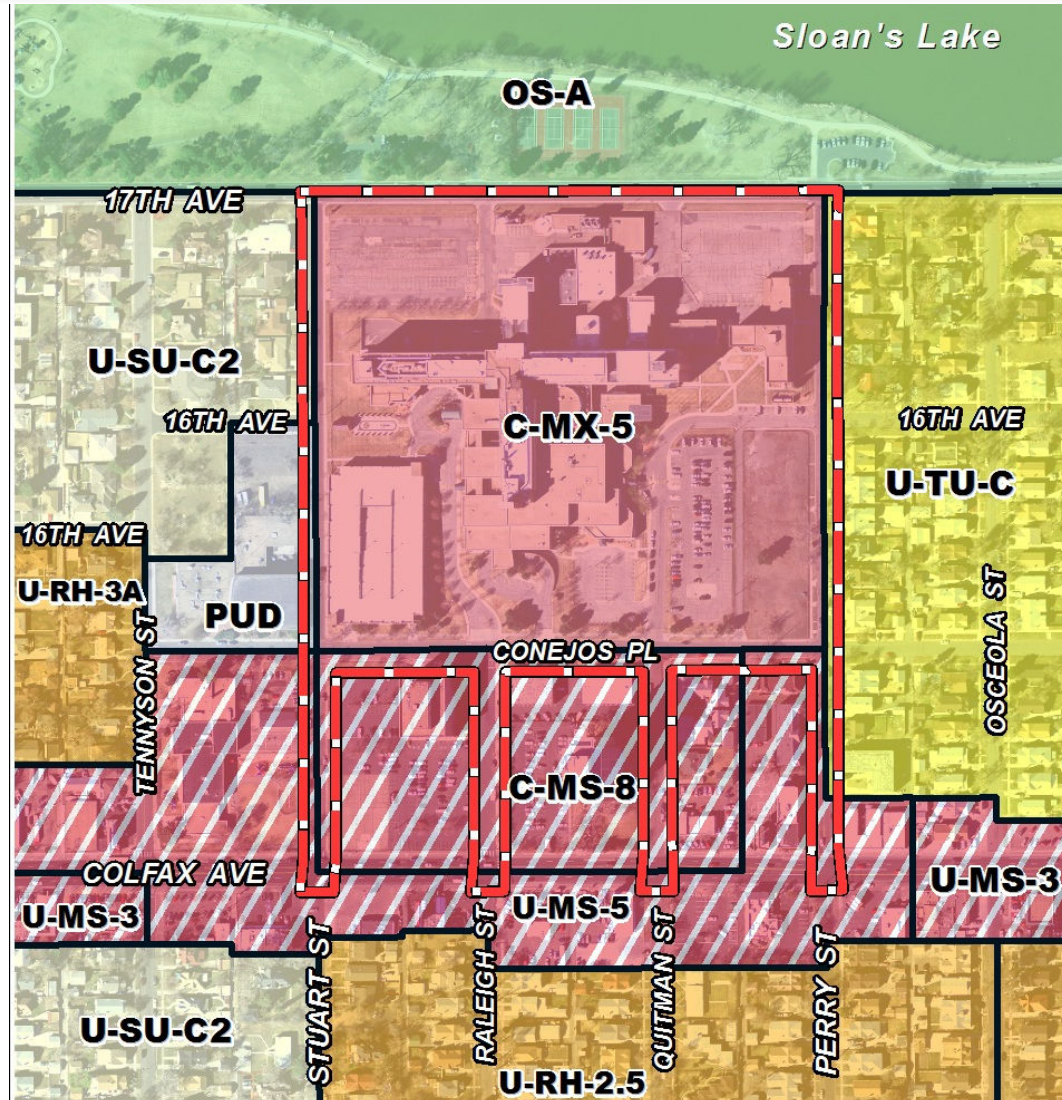 Sloan's Lake
OS-A
17TH AVE
U-SU-C2
16TH AVE
C-MX-5
16TH AVE
U-TU-C
16TH AVE
U-RH-3A
PUD
TENNYSON ST
OSCEOLA ST
CONEJOS PL
C-MS-8
COLFAX AVE
U-MS-3
U-MS-5
U-MS-3
STUART ST
RALEIGH ST
QUITMAN ST
PERRY ST
U-SU-C2
U-RH-2.5